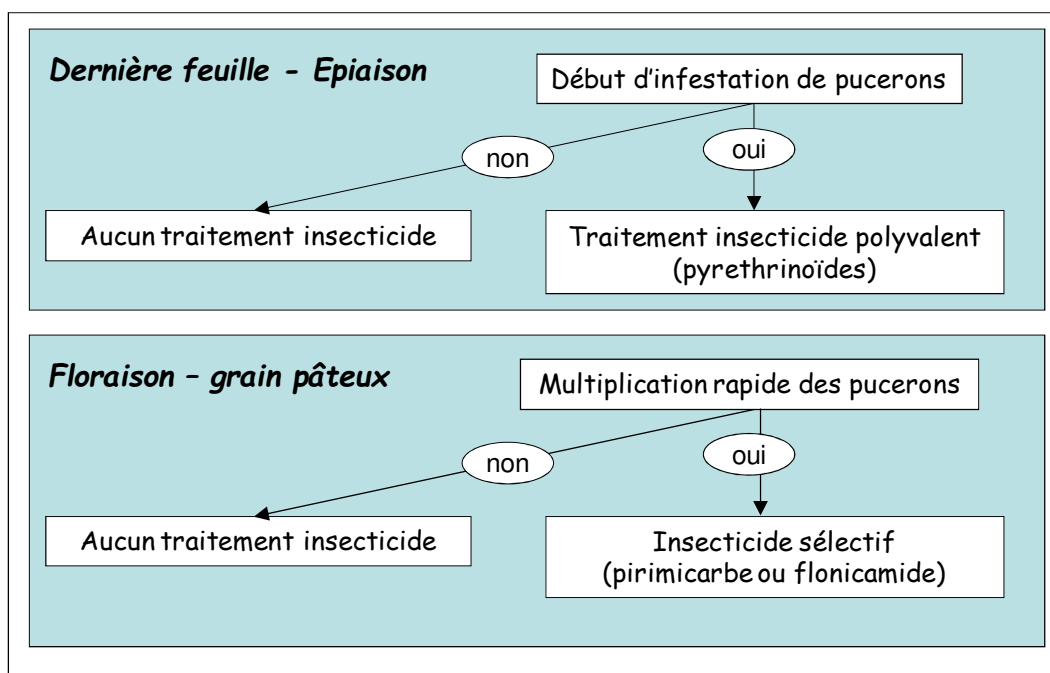 Dernière feuille - Epiaison
Début d'infestation de pucerons
non
oui
Aucun traitement insecticide
Traitement insecticide polyvalent
(pyrethrinoïdes)
Floraison – grain pâteux
Multiplication rapide des pucerons
non
oui
Aucun traitement insecticide
Insecticide sélectif
(pirimicarbe ou flonicamide)